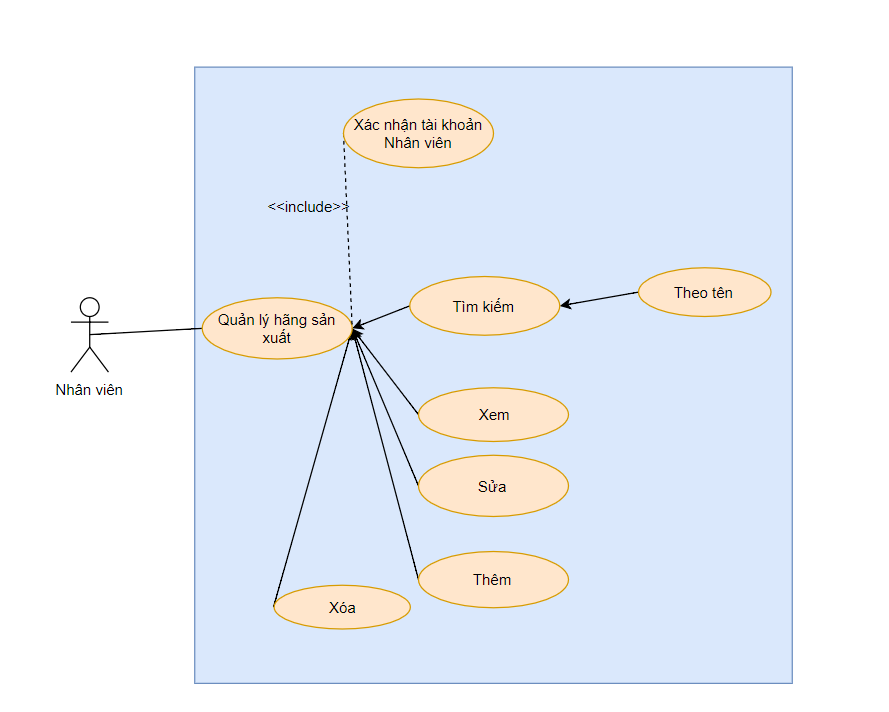 Xác nhận tài khoản
Nhân viên
<<include>>
Quản lý hãng sản
xuất
Tìm kiếm
Theo tên
Nhân viên
Xem
Sửa
Thêm
Xóa